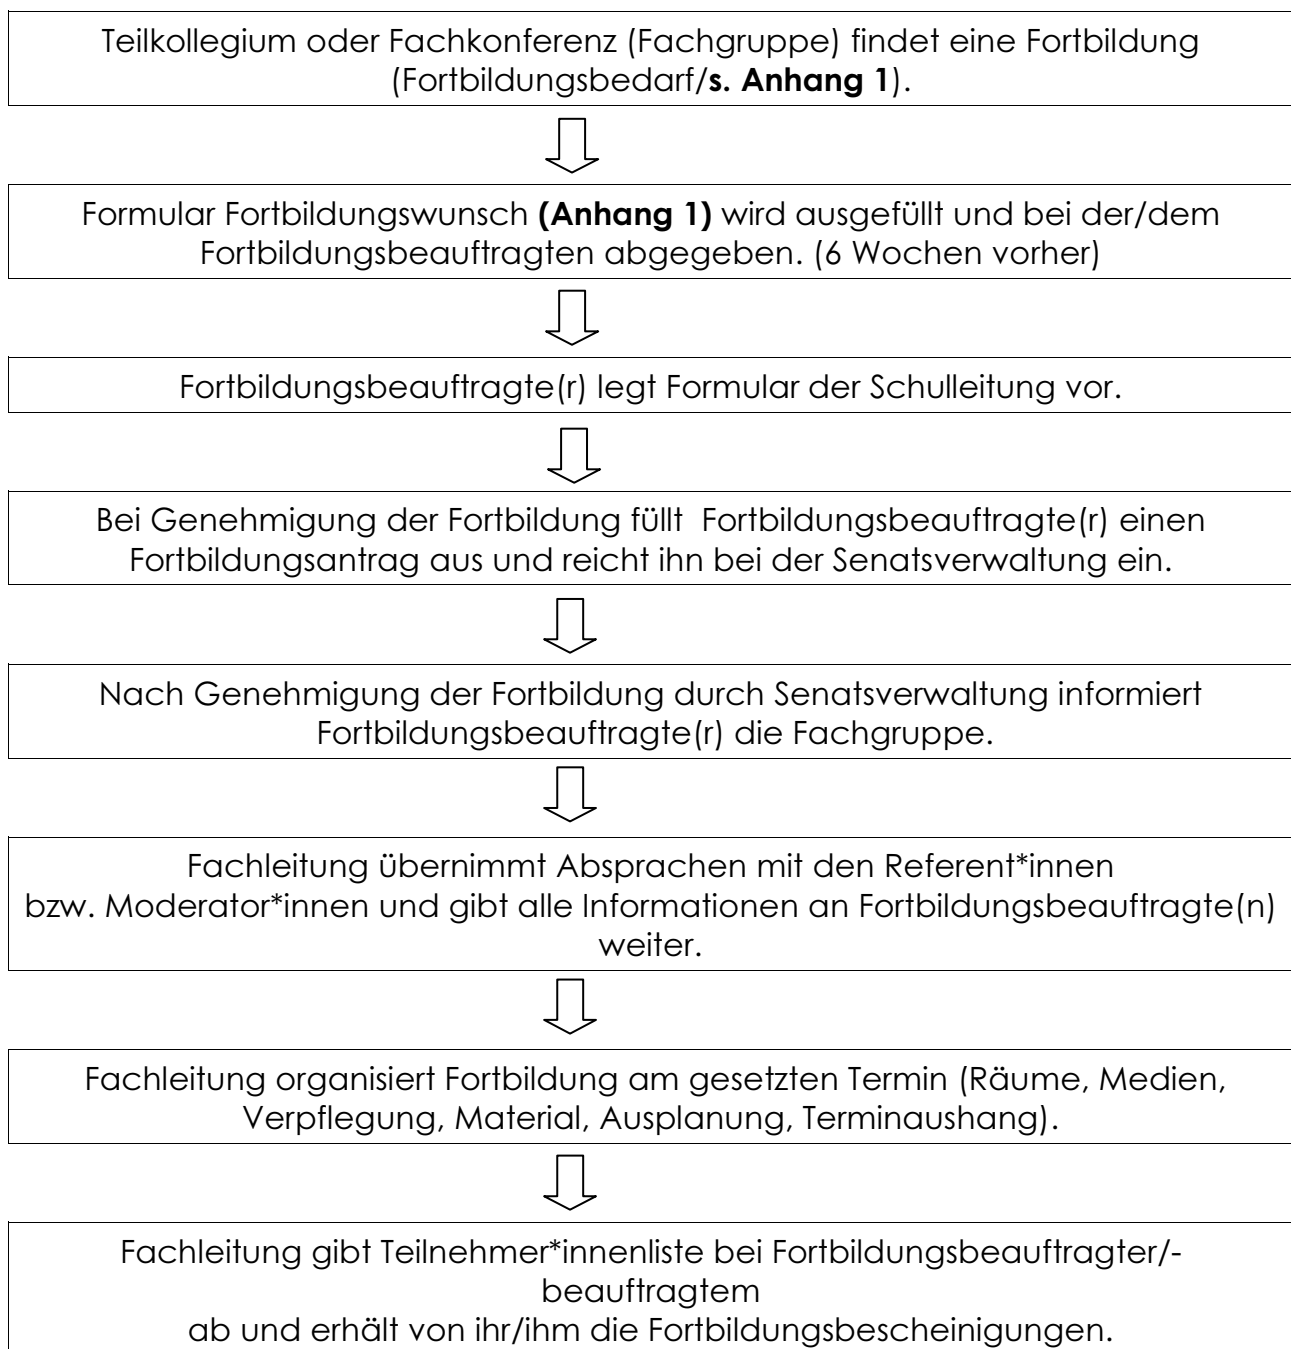 Teilkollegium oder Fachkonferenz (Fachgruppe) findet eine Fortbildung
(Fortbildungsbedarf/s. Anhang 1).
Formular Fortbildungswunsch (Anhang 1) wird ausgefüllt und bei der/dem
Fortbildungsbeauftragten abgegeben. (6 Wochen vorher)
Fortbildungsbeauftragte(r) legt Formular der Schulleitung vor.
Bei Genehmigung der Fortbildung füllt  Fortbildungsbeauftragte(r) einen
Fortbildungsantrag aus und reicht ihn bei der Senatsverwaltung ein.
Nach Genehmigung der Fortbildung durch Senatsverwaltung informiert
Fortbildungsbeauftragte(r) die Fachgruppe.
Fachleitung übernimmt Absprachen mit den Referent*innen
bzw. Moderator*innen und gibt alle Informationen an Fortbildungsbeauftragte(n)
weiter.
Fachleitung organisiert Fortbildung am gesetzten Termin (Räume, Medien,
Verpflegung, Material, Ausplanung, Terminaushang).
Fachleitung gibt Teilnehmer*innenliste bei Fortbildungsbeauftragter/-
beauftragtem
ab und erhält von ihr/ihm die Fortbildungsbescheinigungen.